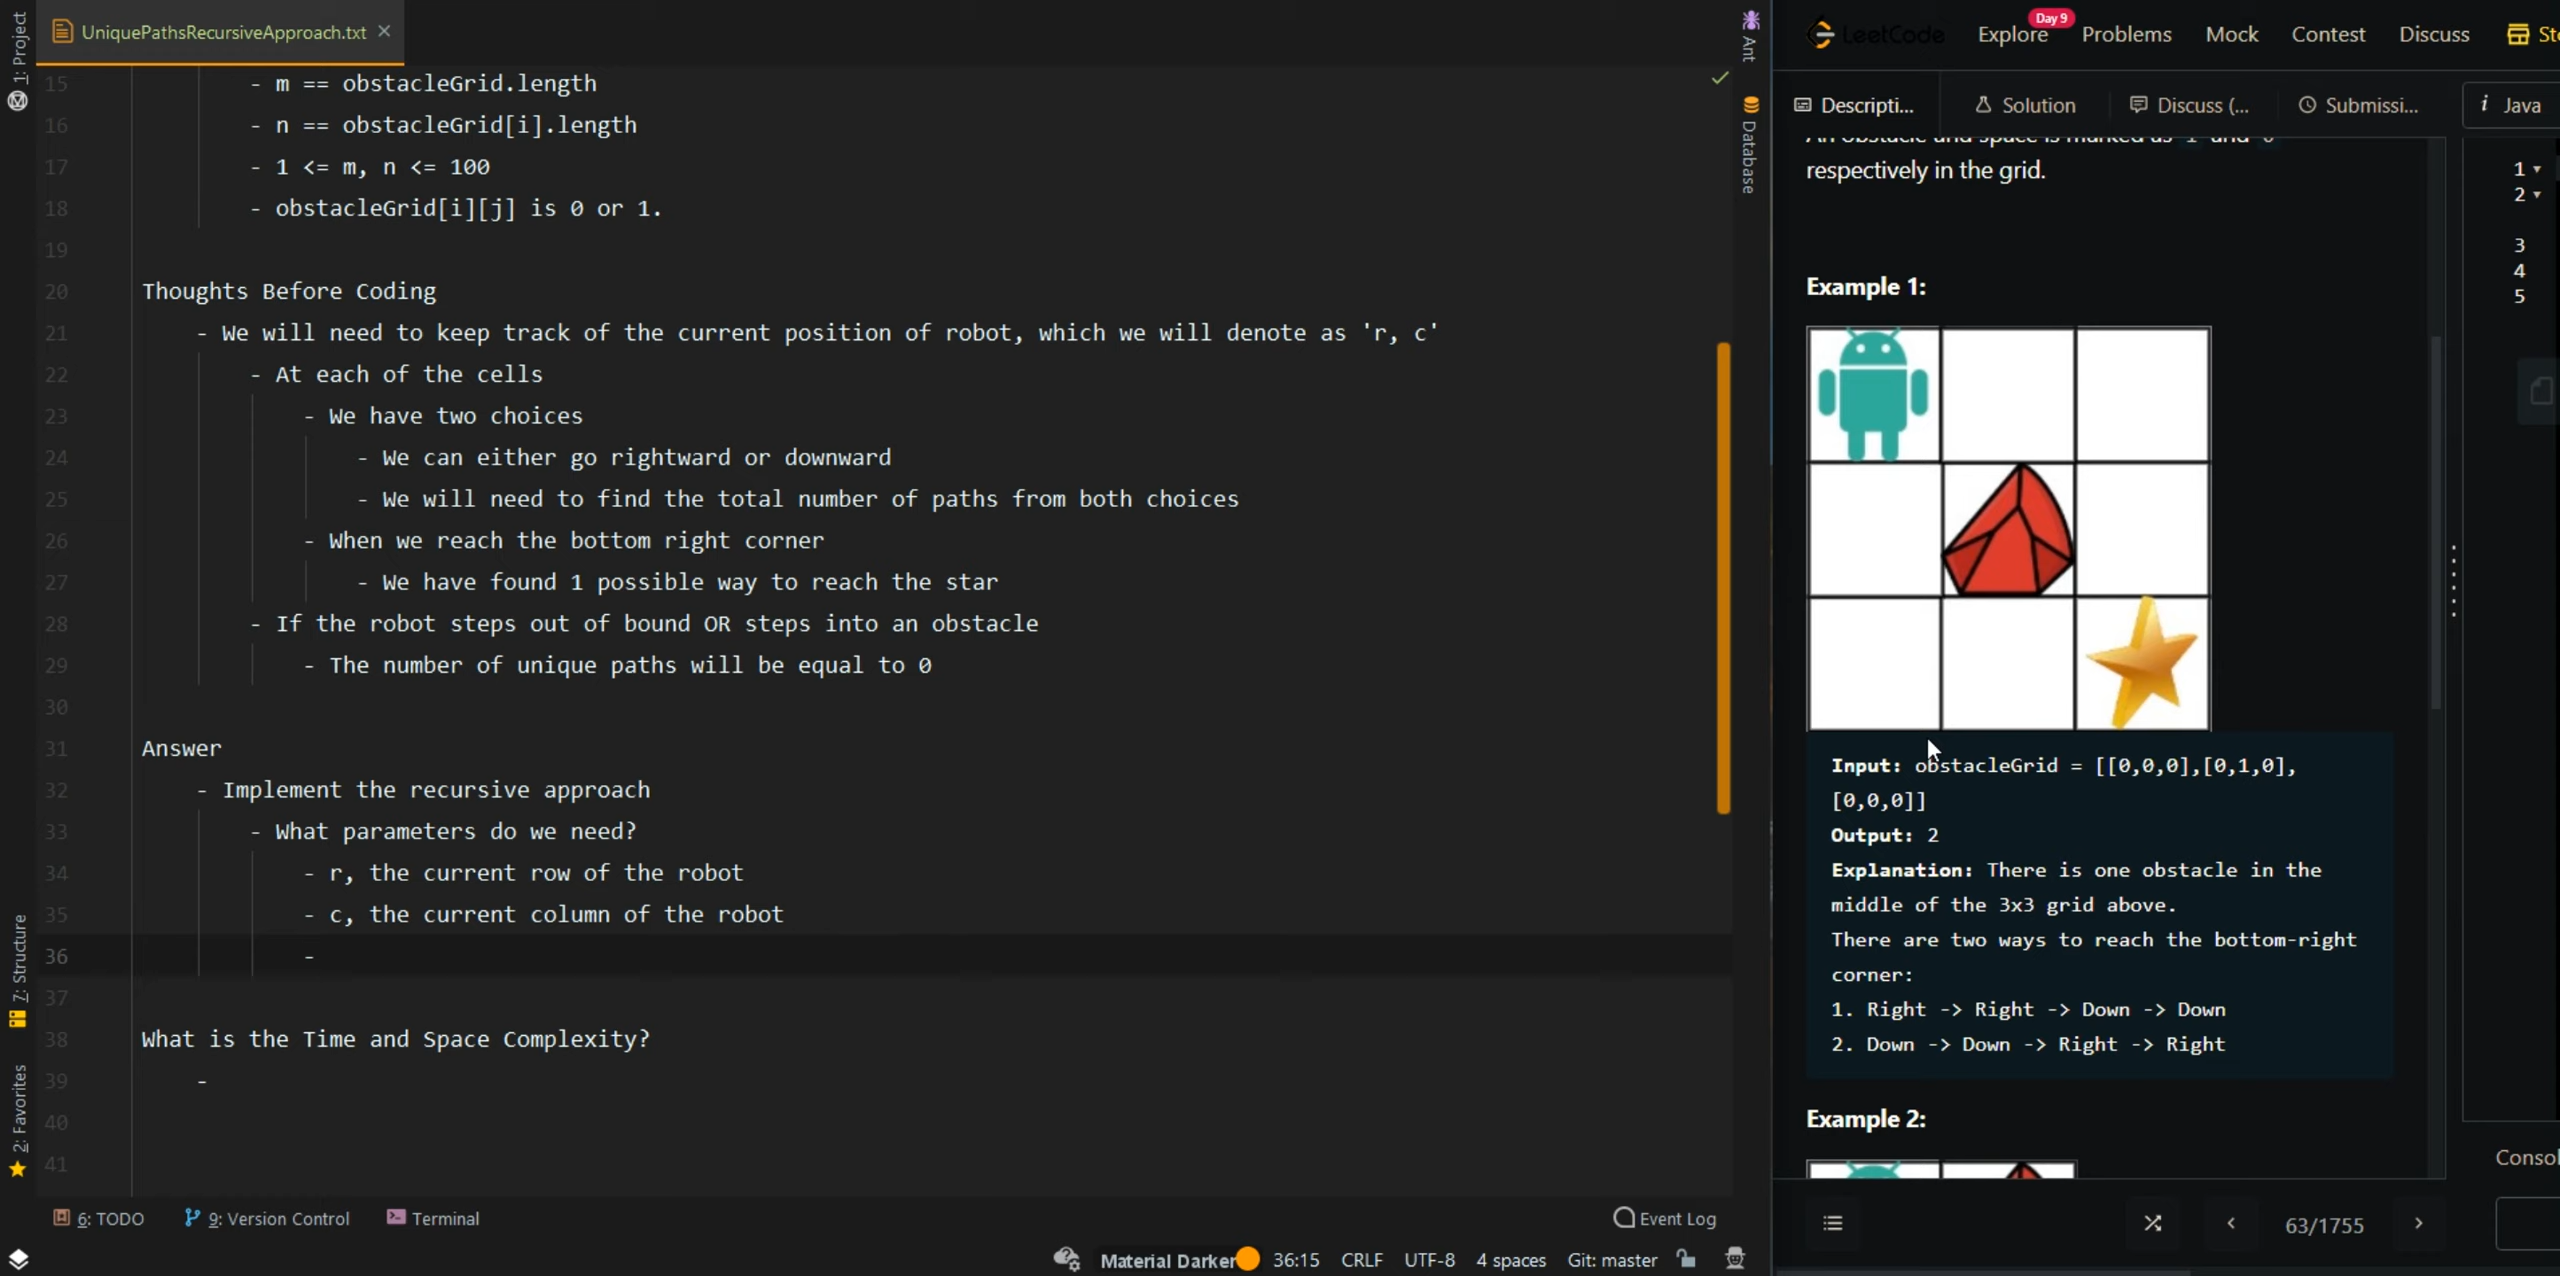 1: Project
UniquePathsRecursiveApproach.txt
15 - m == obstacleGrid.length
16 - n == obstacleGrid[i].length
17 - 1 <= m, n <= 100
18 - obstacleGrid[i][j] is 0 or 1.
19
20 Thoughts Before Coding
21 - We will need to keep track of the current position of robot, which we will denote as 'r, c'
22 - At each of the cells
23 - We have two choices
24 - We can either go rightward or downward
25 - We will need to find the total number of paths from both choices
26 - When we reach the bottom right corner
27 - We have found 1 possible way to reach the star
28 - If the robot steps out of bound OR steps into an obstacle
29 - The number of unique paths will be equal to 0
30
31 Answer
32 - Implement the recursive approach
33 - What parameters do we need?
34 - r, the current row of the robot
35 - c, the current column of the robot
36 -
37
38 What is the Time and Space Complexity?
39 -
40
41
7: Structure
2: Favorites
Ant
Database
6: TODO 9: Version Control Terminal Event Log
Material Darker 36:15 CRLF UTF-8 4 spaces Git: master
LeetCode Explore Day 9 Problems Mock Contest Discuss
Descripti... Solution Discuss (... Submissi... i Java
An obstacle and space is marked as 1 and 0
respectively in the grid.
Example 1:
Input: obstacleGrid = [[0,0,0],[0,1,0],
[0,0,0]]
Output: 2
Explanation: There is one obstacle in the
middle of the 3x3 grid above.
There are two ways to reach the bottom-right
corner:
1. Right -> Right -> Down -> Down
2. Down -> Down -> Right -> Right
Example 2:
63/1755
1
2
3
4
5